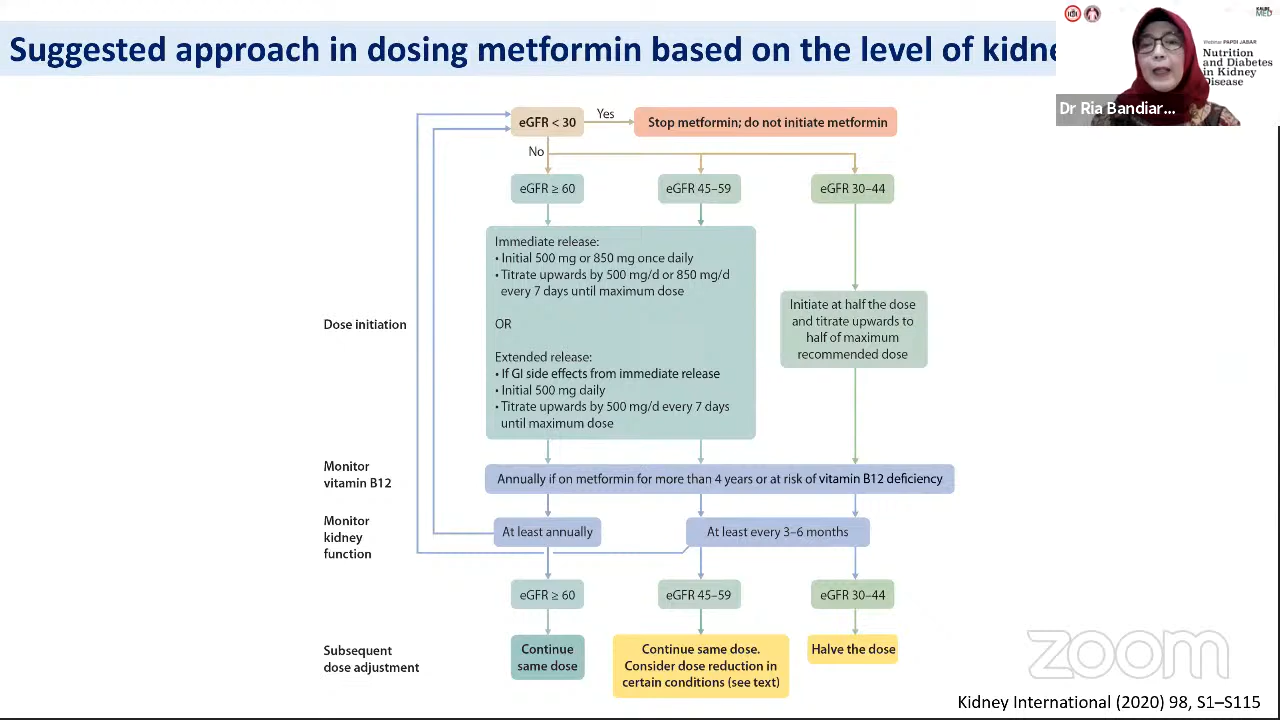 Suggested approach in dosing metformin based on the level of kidne
Webinar PAPDI JABAR
Nutrition
and Diabetes
in Kidney
Disease
Dr Ria Bandiar...
eGFR < 30
Yes
Stop metformin; do not initiate metformin
No
eGFR ≥ 60
eGFR 45–59
eGFR 30–44
Dose initiation
Immediate release:
• Initial 500 mg or 850 mg once daily
• Titrate upwards by 500 mg/d or 850 mg/d
every 7 days until maximum dose
OR
Extended release:
• If GI side effects from immediate release
• Initial 500 mg daily
• Titrate upwards by 500 mg/d every 7 days
until maximum dose
Initiate at half the dose
and titrate upwards to
half of maximum
recommended dose
Monitor
vitamin B12
Annually if on metformin for more than 4 years or at risk of vitamin B12 deficiency
Monitor
kidney
function
At least annually
At least every 3–6 months
eGFR ≥ 60
eGFR 45–59
eGFR 30–44
Subsequent
dose adjustment
Continue
same dose
Continue same dose.
Consider dose reduction in
certain conditions (see text)
Halve the dose
zoom
Kidney International (2020) 98, S1–S115